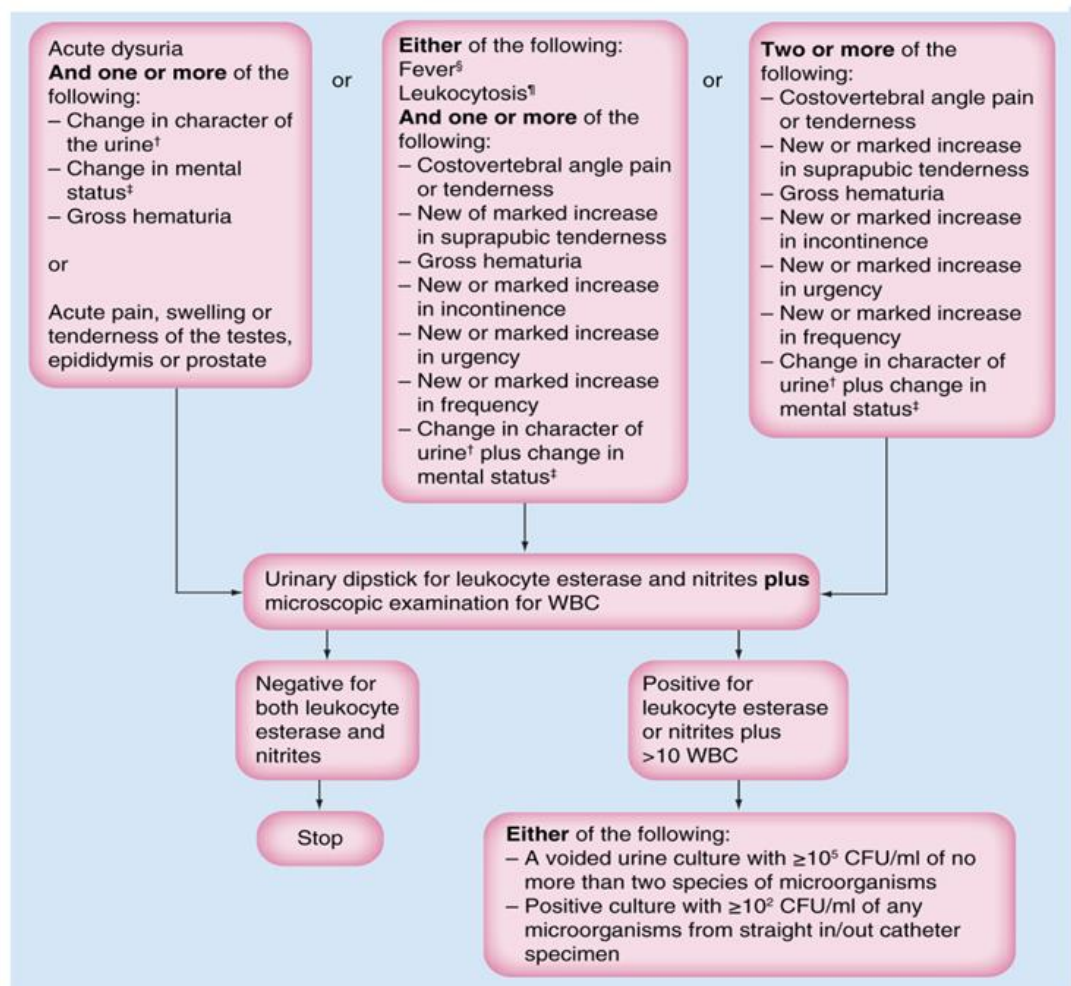 Acute dysuria
And one or more of the
following:
– Change in character of
the urine†
– Change in mental
status‡
– Gross hematuria
or
Acute pain, swelling or
tenderness of the testes,
epididymis or prostate
or
Either of the following:
Fever§
Leukocytosis¶
And one or more of the
following:
– Costovertebral angle pain
or tenderness
– New of marked increase
in suprapubic tenderness
– Gross hematuria
– New or marked increase
in incontinence
– New or marked increase
in urgency
– New or marked increase
in frequency
– Change in character of
urine† plus change in
mental status‡
or
Two or more of the
following:
– Costovertebral angle pain
or tenderness
– New or marked increase
in suprapubic tenderness
– Gross hematuria
– New or marked increase
in incontinence
– New or marked increase
in urgency
– New or marked increase
in frequency
– Change in character of
urine† plus change in
mental status‡
Urinary dipstick for leukocyte esterase and nitrites plus
microscopic examination for WBC
Negative for
both leukocyte
esterase and
nitrites
Stop
Positive for
leukocyte esterase
or nitrites plus
>10 WBC
Either of the following:
– A voided urine culture with ≥10⁵ CFU/ml of no
more than two species of microorganisms
– Positive culture with ≥10² CFU/ml of any
microorganisms from straight in/out catheter
specimen